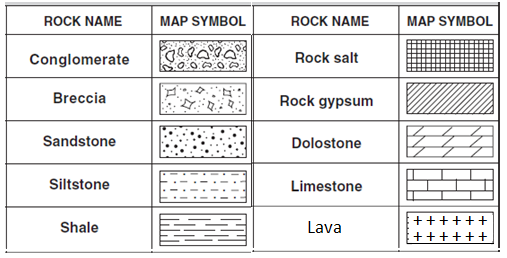 ROCK NAME MAP SYMBOL ROCK NAME MAP SYMBOL
Conglomerate Rock salt
Breccia Rock gypsum
Sandstone Dolostone
Siltstone Limestone
Shale Lava